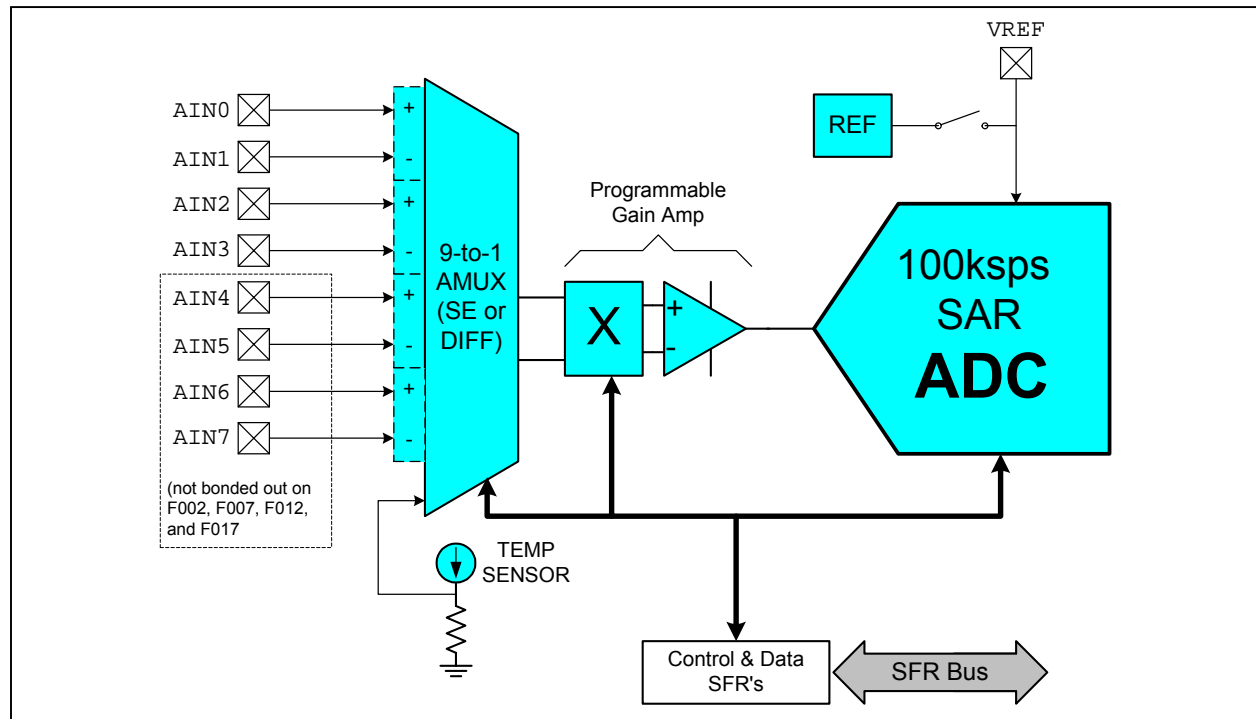 VREF
REF
AIN0
+
AIN1
-
AIN2
+
AIN3
-
AIN4
+
AIN5
-
AIN6
+
AIN7
-
(not bonded out on
F002, F007, F012,
and F017
9-to-1
AMUX
(SE or
DIFF)
Programmable
Gain Amp
X
+
-
100ksps
SAR
ADC
TEMP
SENSOR
Control & Data
SFR's
SFR Bus